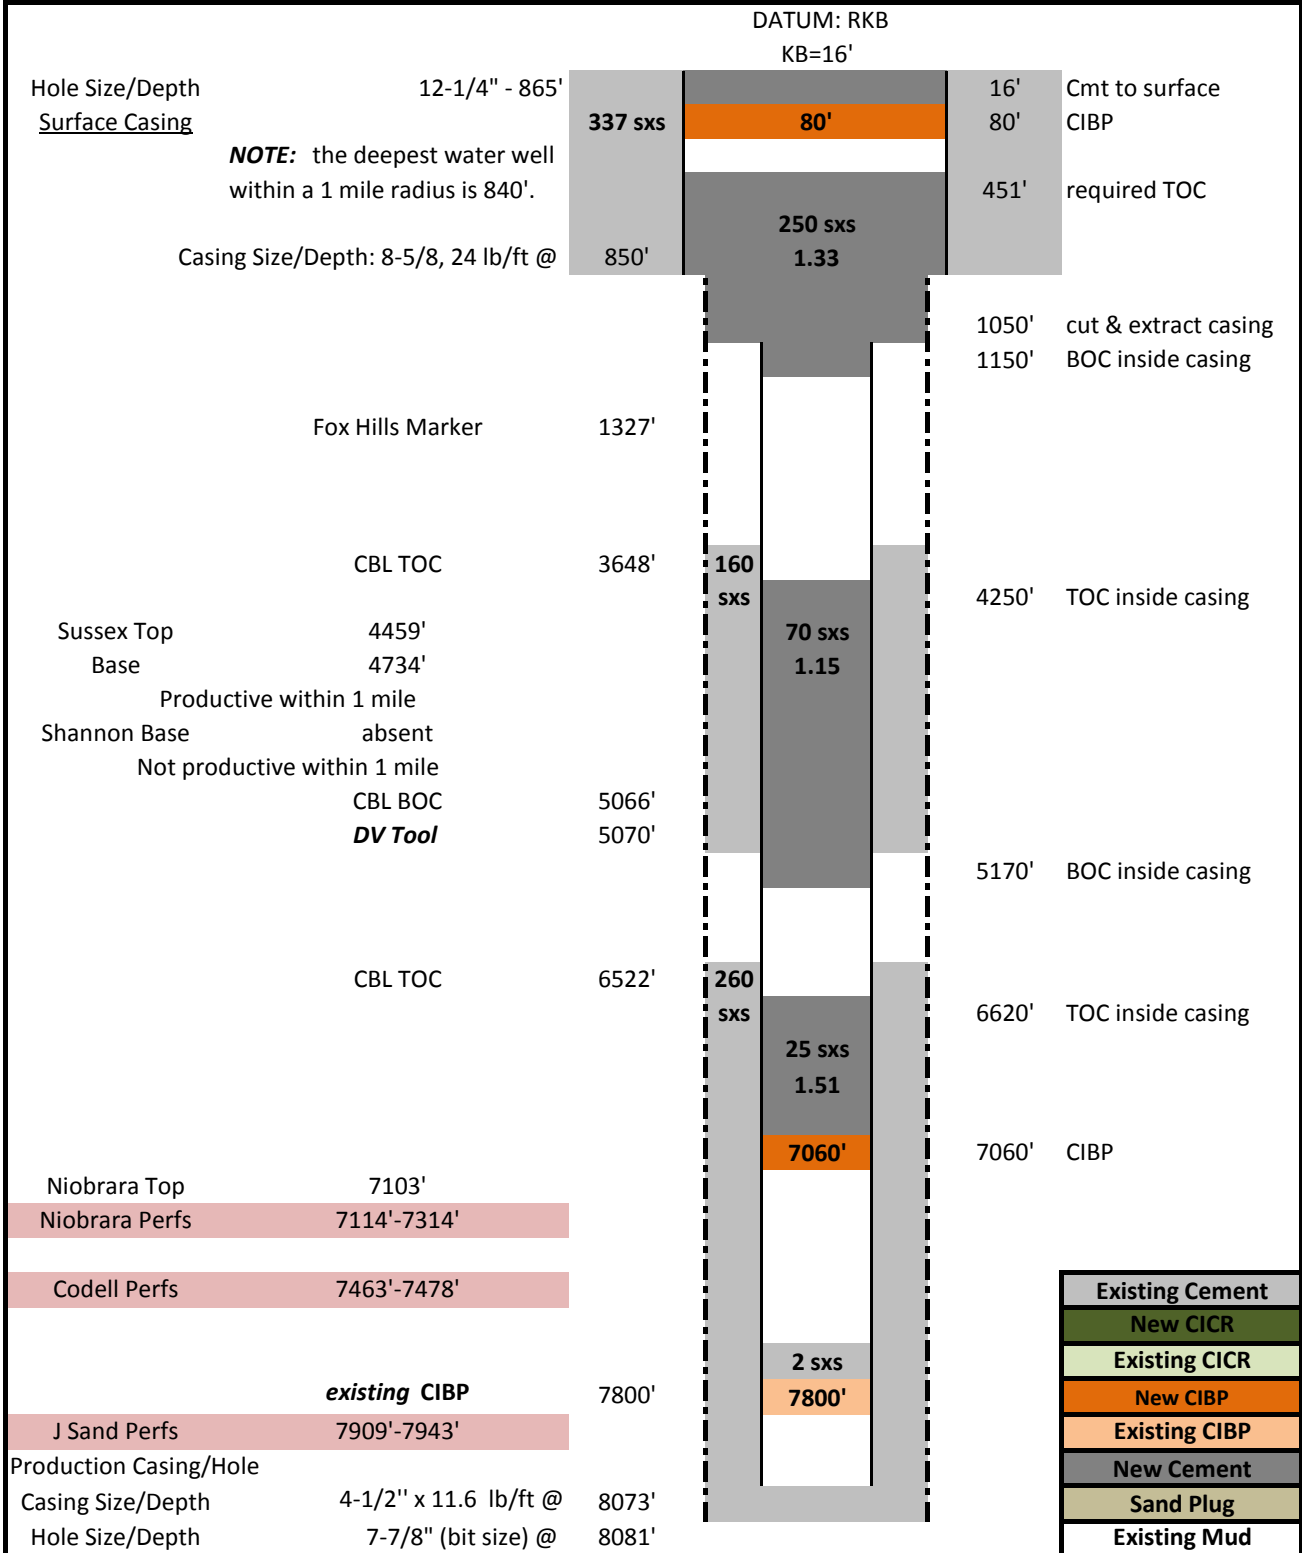 DATUM: RKB
KB=16'
Hole Size/Depth 12-1/4" - 865' 16' Cmt to surface
Surface Casing 337 sxs 80' 80' CIBP
NOTE: the deepest water well
within a 1 mile radius is 840'. 451' required TOC
250 sxs
Casing Size/Depth: 8-5/8, 24 lb/ft @ 850' 1.33
1050' cut & extract casing
1150' BOC inside casing
Fox Hills Marker 1327'
CBL TOC 3648' 160
sxs 4250' TOC inside casing
Sussex Top 4459' 70 sxs
Base 4734' 1.15
Productive within 1 mile
Shannon Base absent
Not productive within 1 mile
CBL BOC 5066'
DV Tool 5070'
5170' BOC inside casing
CBL TOC 6522' 260
sxs 6620' TOC inside casing
25 sxs
1.51
7060' 7060' CIBP
Niobrara Top 7103'
Niobrara Perfs 7114'-7314'
Codell Perfs 7463'-7478' Existing Cement
New CICR
2 sxs Existing CICR
existing CIBP 7800' 7800' New CIBP
J Sand Perfs 7909'-7943' Existing CIBP
Production Casing/Hole New Cement
Casing Size/Depth 4-1/2'' x 11.6 lb/ft @ 8073' Sand Plug
Hole Size/Depth 7-7/8" (bit size) @ 8081' Existing Mud